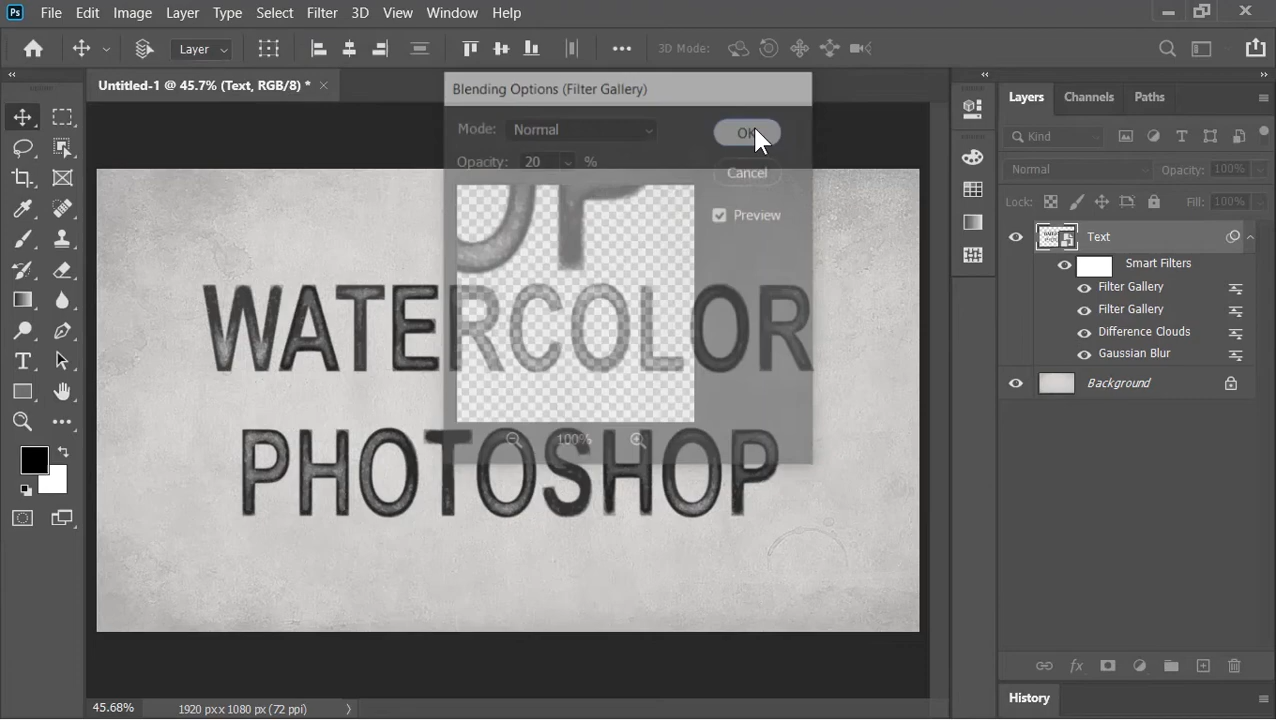 Ps File Edit Image Layer Type Select Filter 3D View Window Help
Layer 3D Mode:
Untitled-1 @ 45.7% (Text, RGB/8) *
Blending Options (Filter Gallery)
Mode: Normal
OK
Opacity: 20 %
Cancel
Preview
100%
WATERCOLOR
PHOTOSHOP
Layers Channels Paths
Kind
Normal Opacity: 100%
Lock: Fill: 100%
Text
Smart Filters
Filter Gallery
Filter Gallery
Difference Clouds
Gaussian Blur
Background
fx
History
45.68% 1920 px x 1080 px (72 ppi)